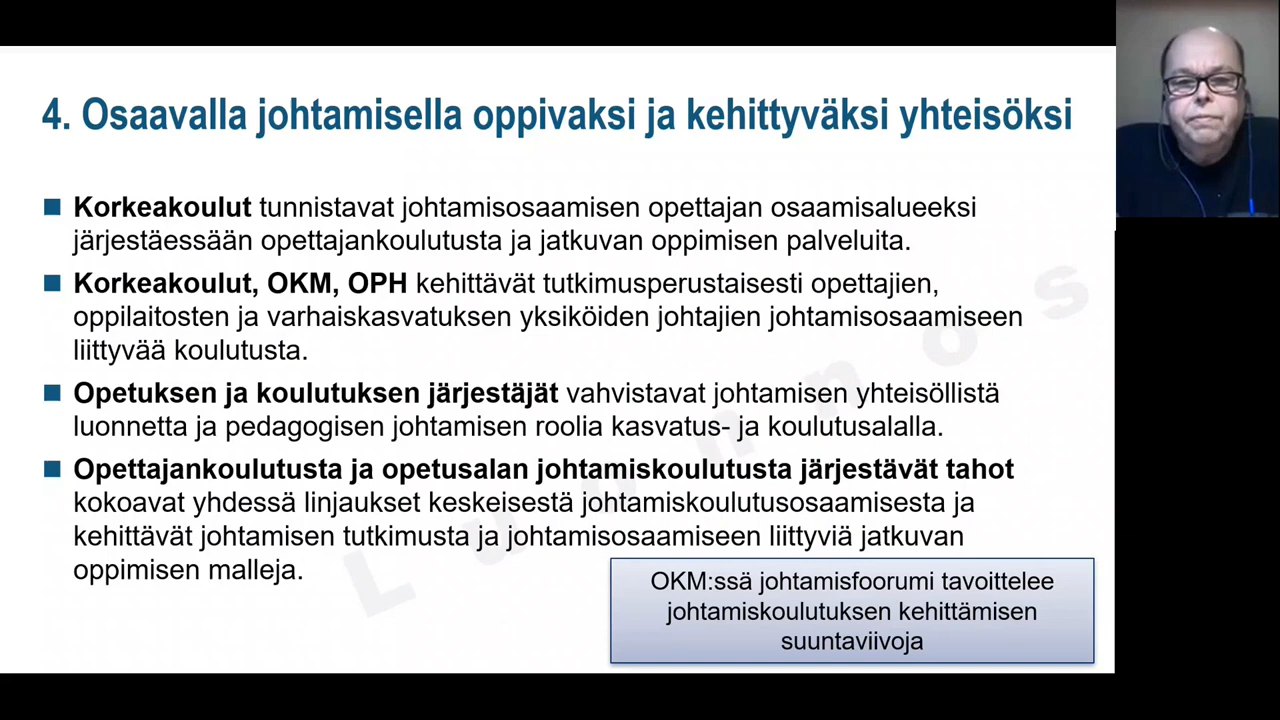 4. Osaavalla johtamisella oppivaksi ja kehittyväksi yhteisöksi
Korkeakoulut tunnistavat johtamisosaamisen opettajan osaamisalueeksi
järjestäessään opettajankoulutusta ja jatkuvan oppimisen palveluita.
Korkeakoulut, OKM, OPH kehittävät tutkimusperustaisesti opettajien,
oppilaitosten ja varhaiskasvatuksen yksiköiden johtajien johtamisosaamiseen
liittyvää koulutusta.
Opetuksen ja koulutuksen järjestäjät vahvistavat johtamisen yhteisöllistä
luonnetta ja pedagogisen johtamisen roolia kasvatus- ja koulutusalalla.
Opettajankoulutusta ja opetusalan johtamiskoulutusta järjestävät tahot
kokoavat yhdessä linjaukset keskeisestä johtamiskoulutusosaamisesta ja
kehittävät johtamisen tutkimusta ja johtamisosaamiseen liittyviä jatkuvan
oppimisen malleja.
OKM:ssä johtamisfoorumi tavoittelee
johtamiskoulutuksen kehittämisen
suuntaviivoja
Luonnos